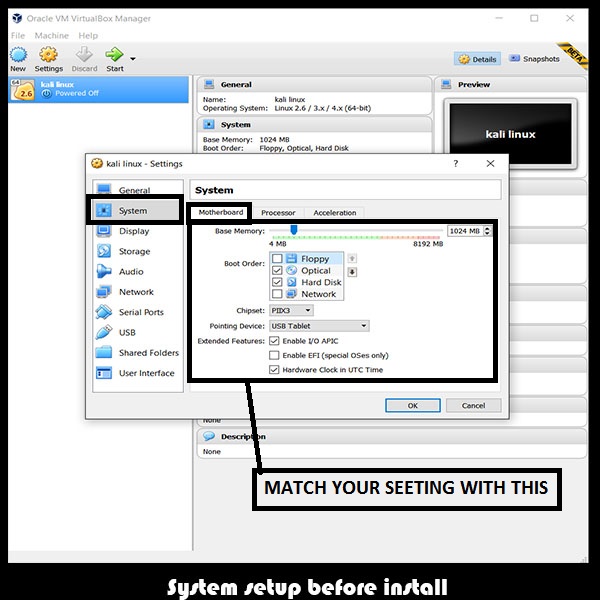 Oracle VM VirtualBox Manager
File Machine Help
New Settings Discard Start
Details Snapshots
BETA
64
2.6
kali linux
Powered Off
General
Name: kali linux
Operating System: Linux 2.6 / 3.x / 4.x (64-bit)
System
Base Memory: 1024 MB
Boot Order: Floppy, Optical, Hard Disk
Preview
kali linux
kali linux - Settings
General
System
Display
Storage
Audio
Network
Serial Ports
USB
Shared Folders
User Interface
System
Motherboard Processor Acceleration
Base Memory: 1024 MB
4 MB 8192 MB
Boot Order: Floppy
Optical
Hard Disk
Network
Chipset: PIIX3
Pointing Device: USB Tablet
Extended Features: Enable I/O APIC
Enable EFI (special OSes only)
Hardware Clock in UTC Time
OK Cancel
None
Description
None
MATCH YOUR SEETING WITH THIS
System setup before install